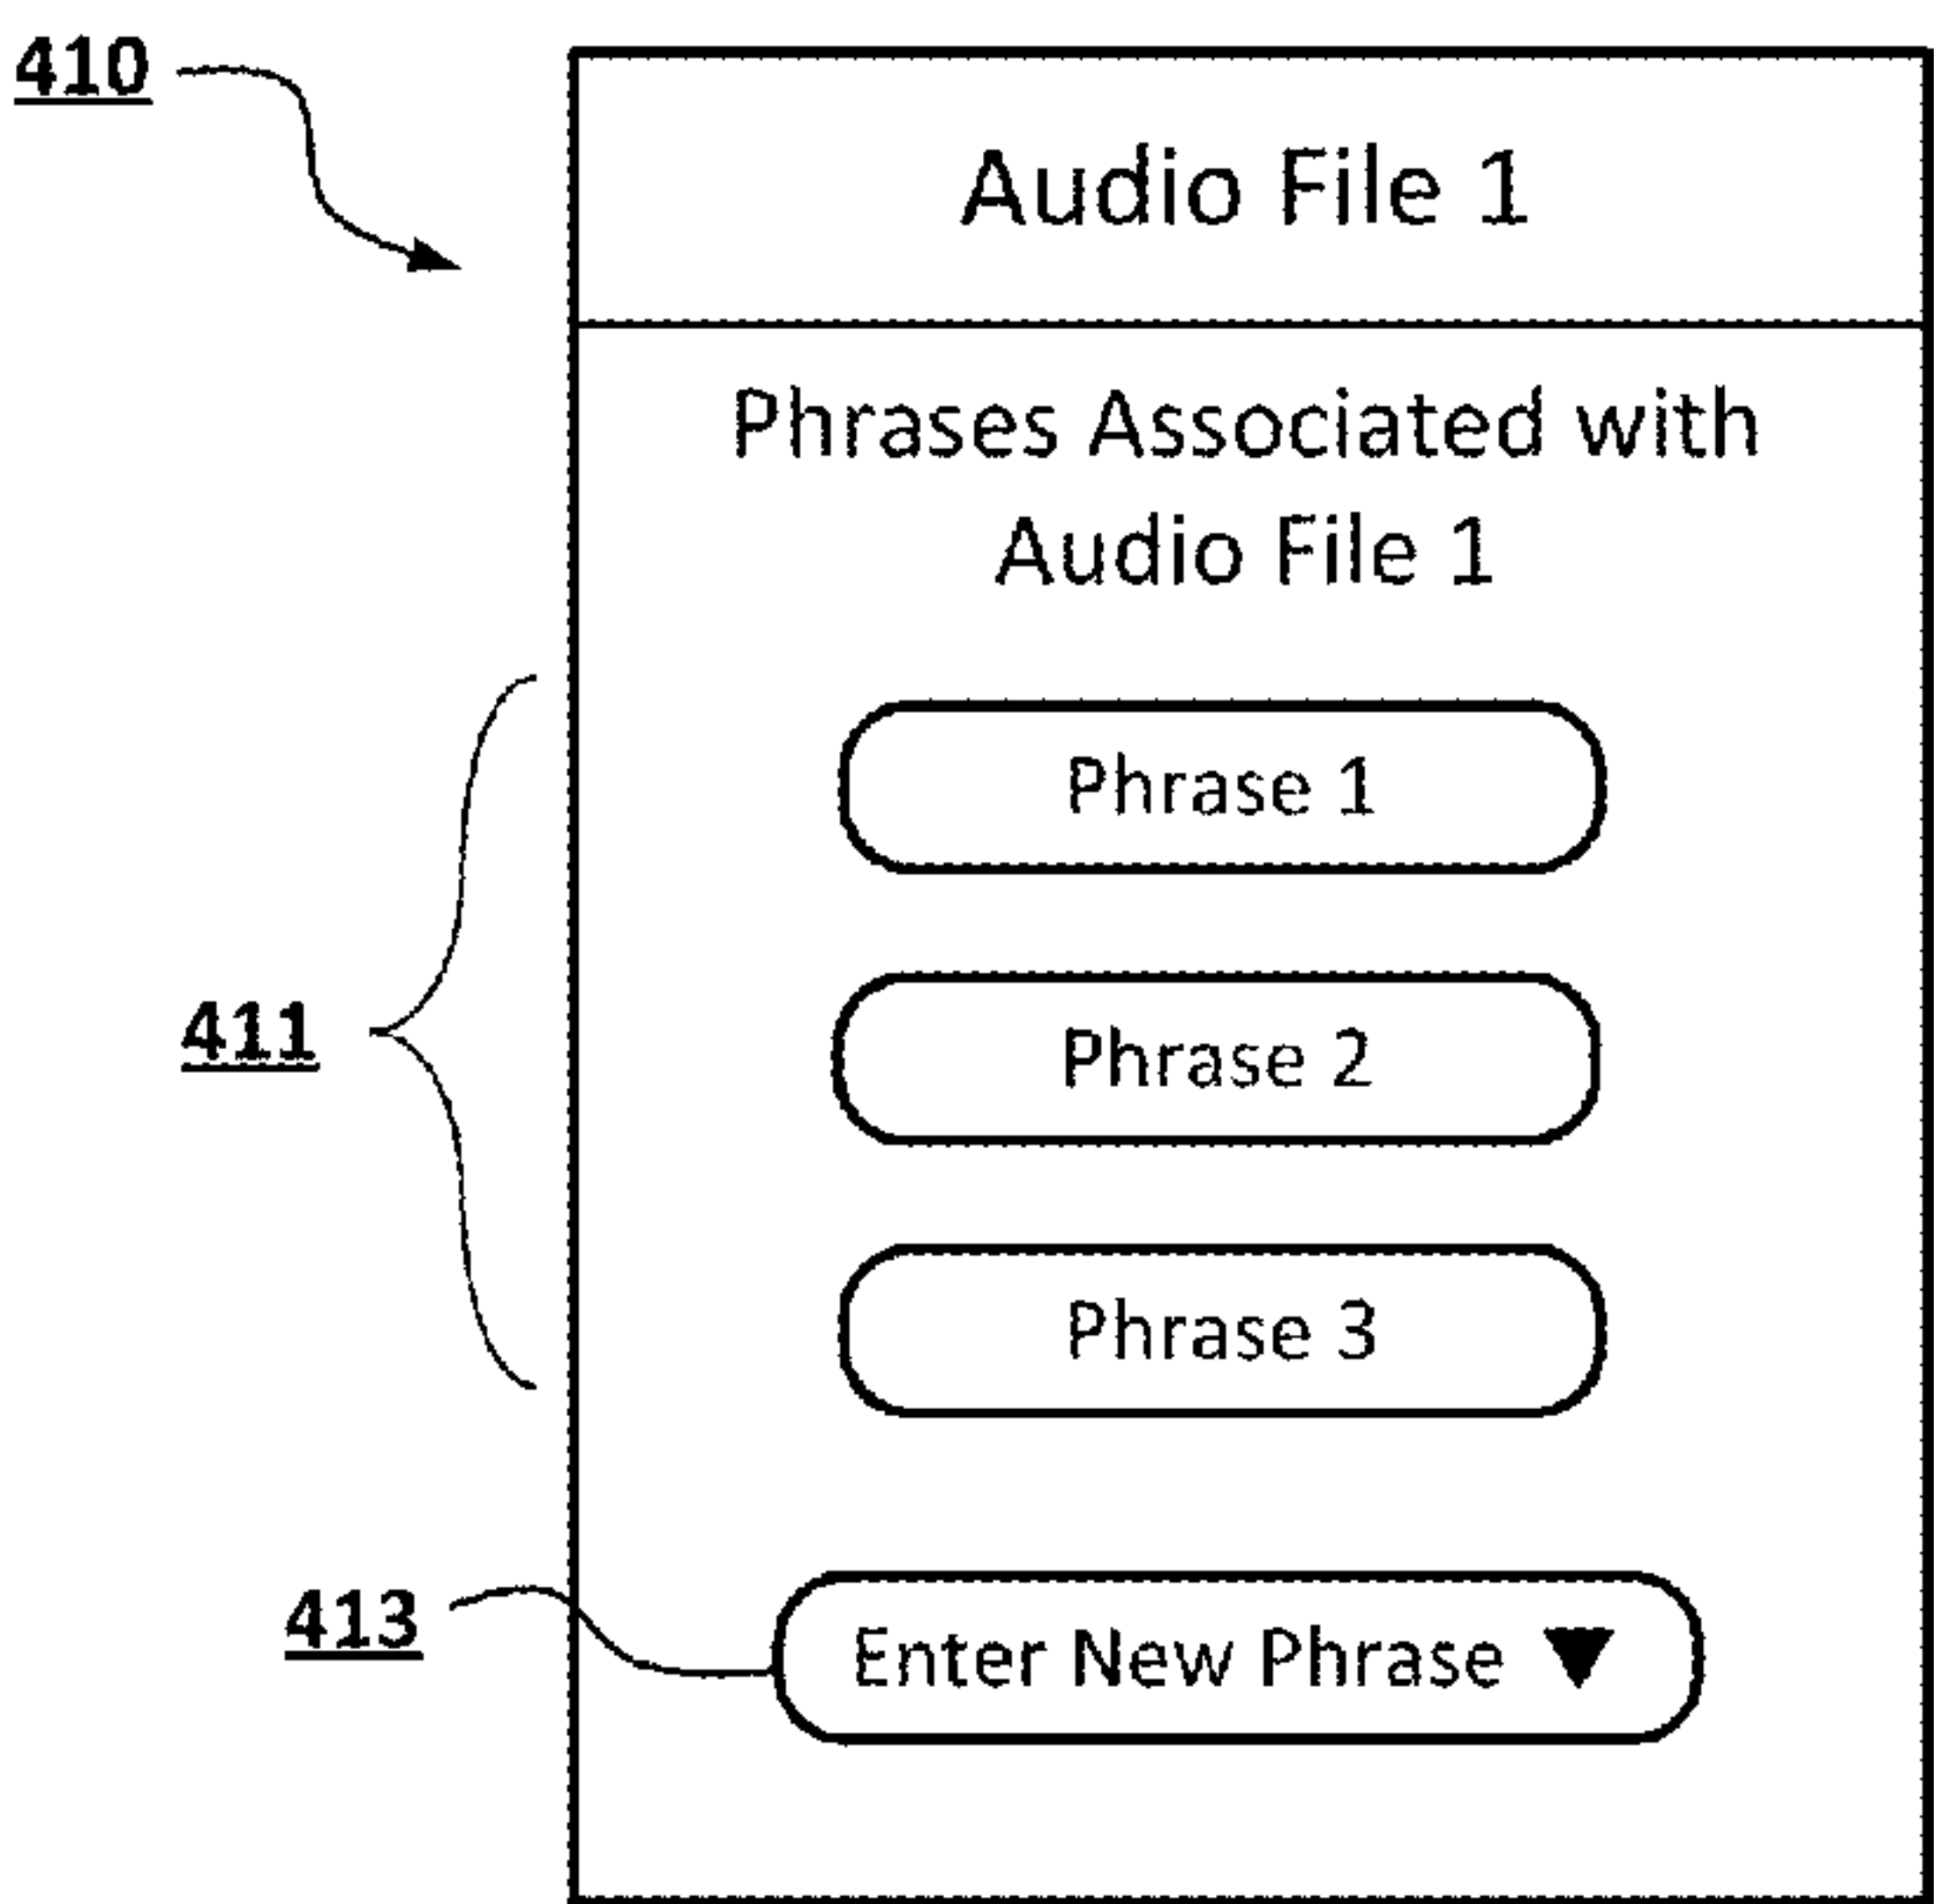 410
Audio File 1
Phrases Associated with
Audio File 1
Phrase 1
411
Phrase 2
Phrase 3
413
Enter New Phrase ▼